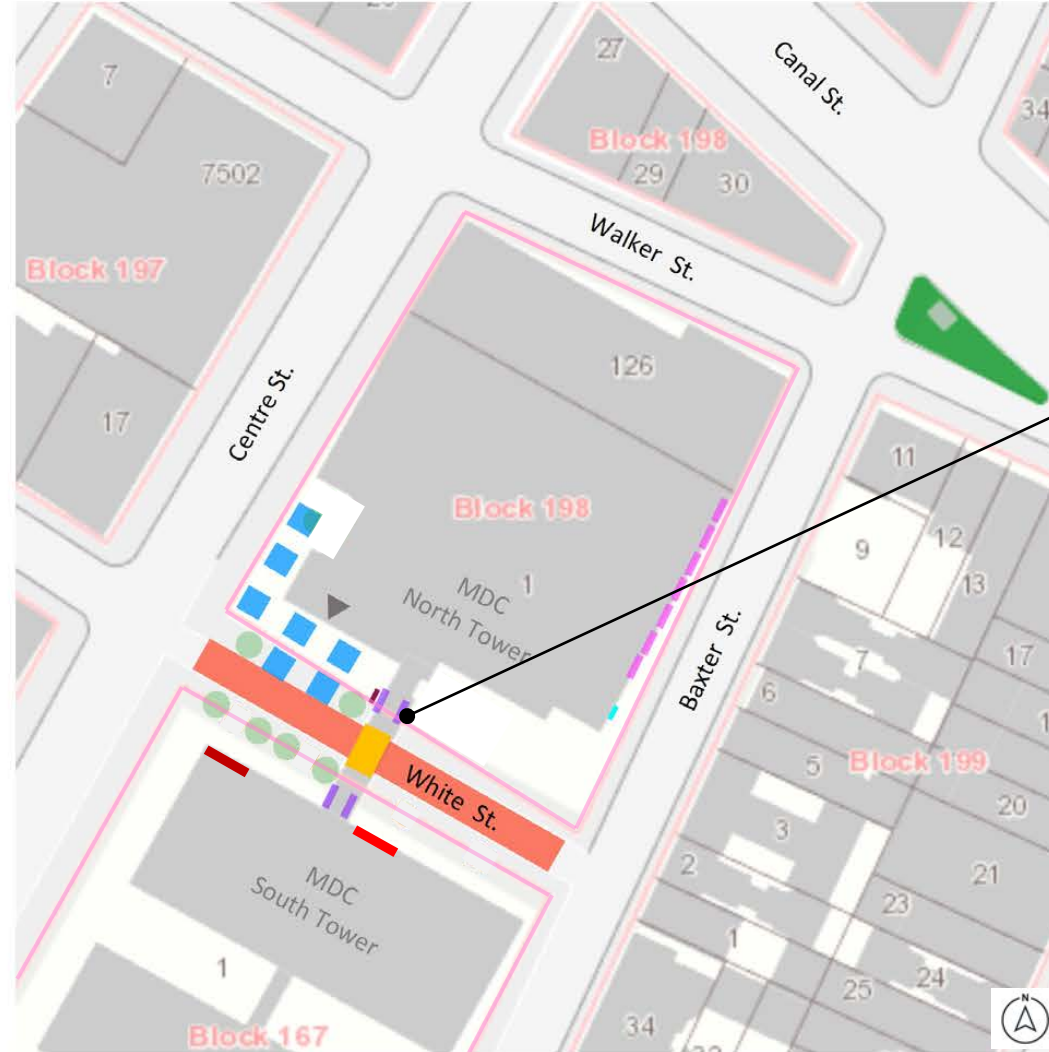 7
27
Canal St.
34
Block 198
7502
29
30
Walker St.
Block 197
126
17
Centre St.
11
Block 198
12
9
13
MDC
North Tower
1
Baxter St.
7
17
6
5
Block 199
White St.
20
3
2
21
MDC
South Tower
23
1
24
25
1
34
Block 167
N